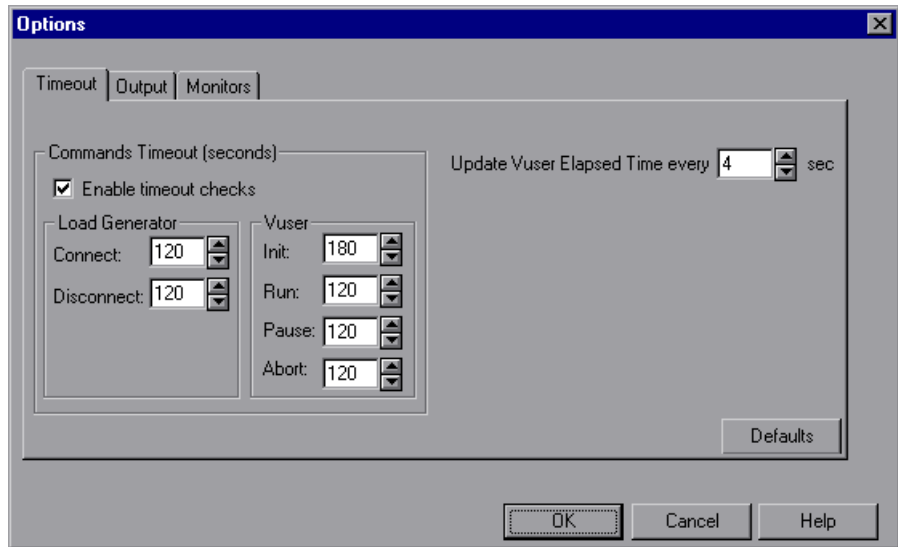 Options
Timeout Output Monitors
Commands Timeout (seconds)
Enable timeout checks
Load Generator
Connect: 120
Disconnect: 120
Vuser
Init: 180
Run: 120
Pause: 120
Abort: 120
Update Vuser Elapsed Time every 4 sec
Defaults
OK Cancel Help